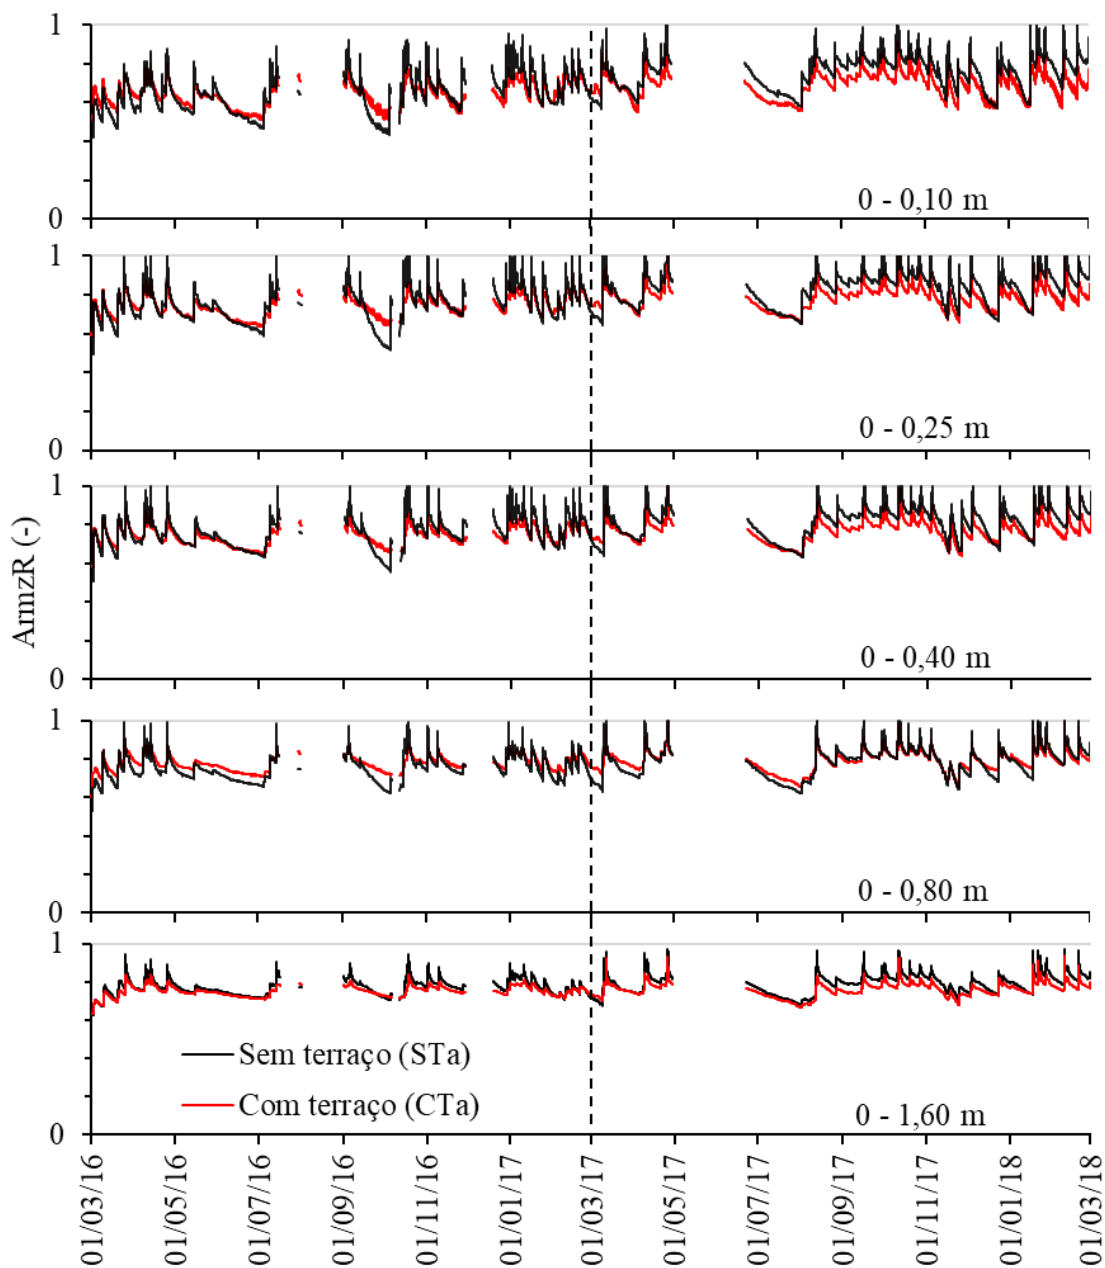 1
0
0 - 0,10 m
1
0
0 - 0,25 m
ArmzR (-)
1
0
0 - 0,40 m
1
0
0 - 0,80 m
1
0
Sem terraço (STa)
Com terraço (CTa)
0 - 1,60 m
01/03/16
01/05/16
01/07/16
01/09/16
01/11/16
01/01/17
01/03/17
01/05/17
01/07/17
01/09/17
01/11/17
01/01/18
01/03/18